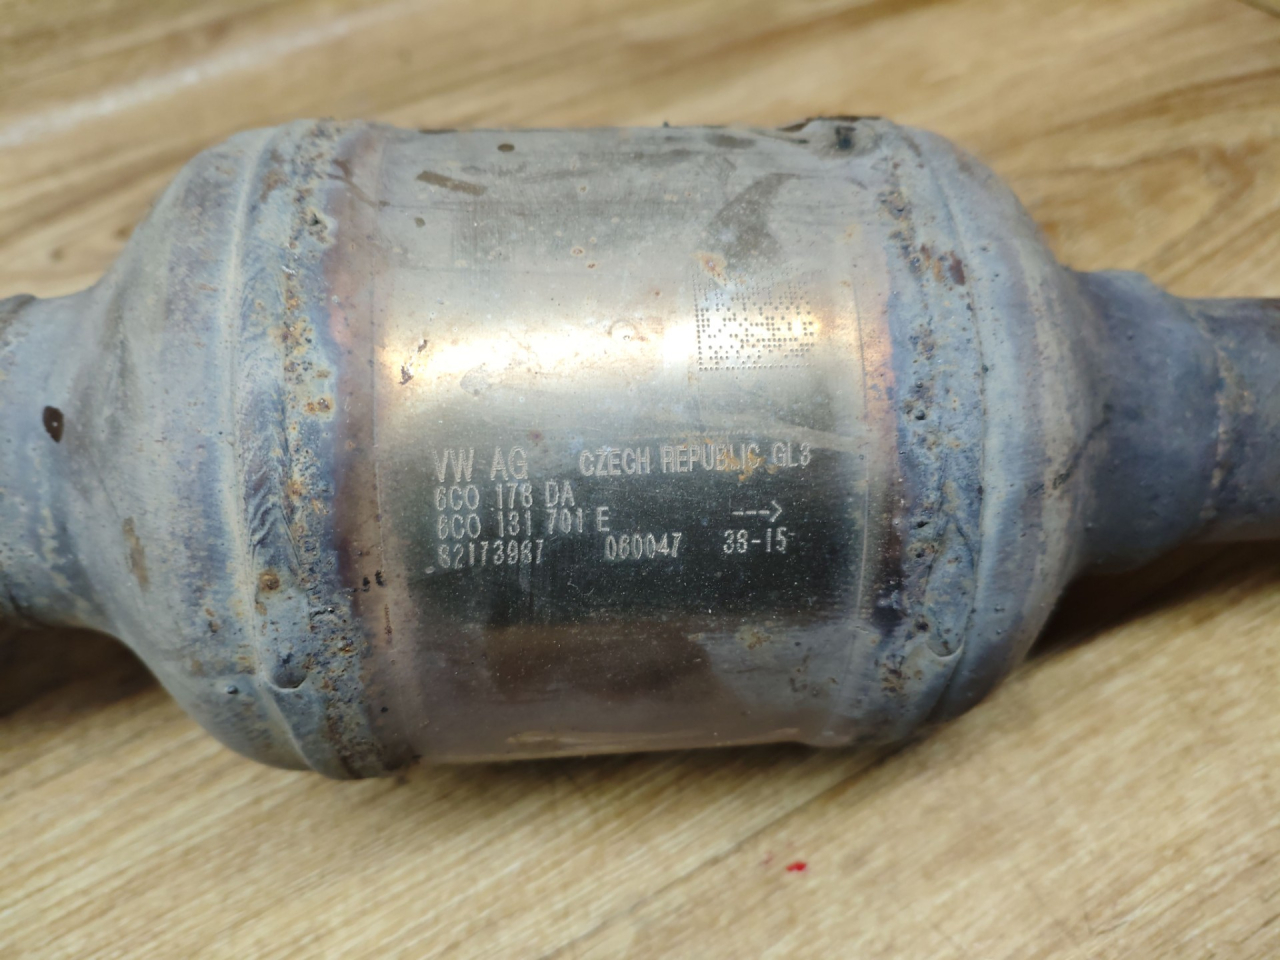 VW AG CZECH REPUBLIC GL3
6C0 178 DA
6C0 131 701 E --->
82173987 060047 38-15